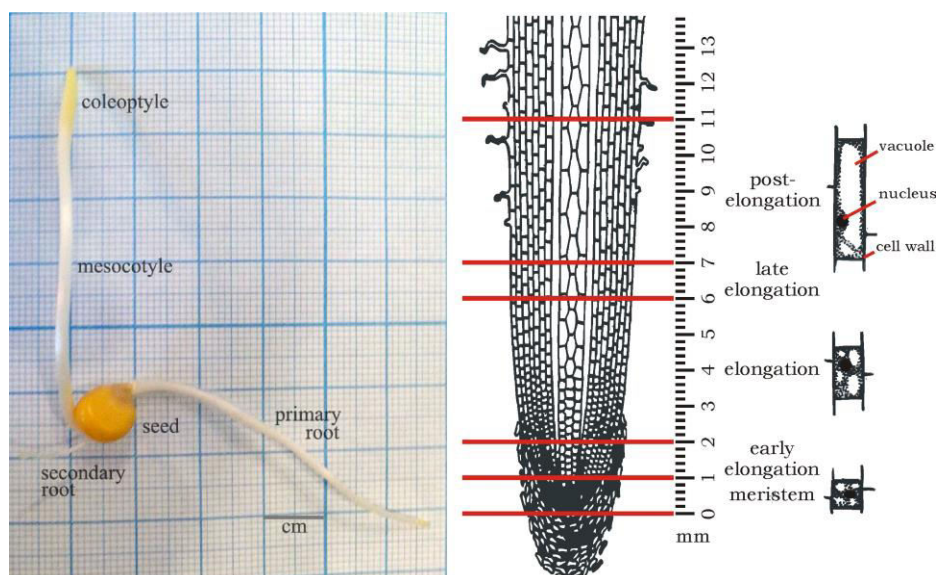 coleoptyle
mesocotyle
seed
primary
root
secondary
root
cm
13
12
11
10
9
8
7
6
5
4
3
2
1
0
mm
post-
elongation
late
elongation
elongation
early
elongation
meristem
vacuole
nucleus
cell wall